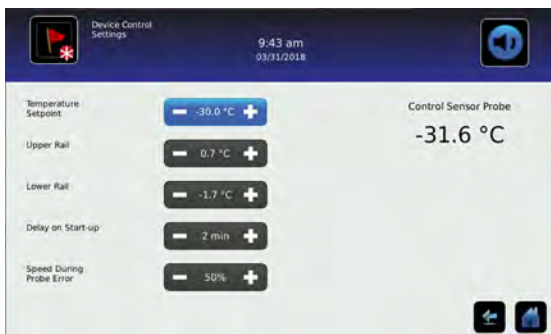 Device Control
Settings
9:43 am
03/31/2018
Temperature
Setpoint
-30.0 °C
Control Sensor Probe
-31.6 °C
Upper Rail
0.7 °C
Lower Rail
-1.7 °C
Delay on Start-up
2 min
Speed During
Probe Error
50%